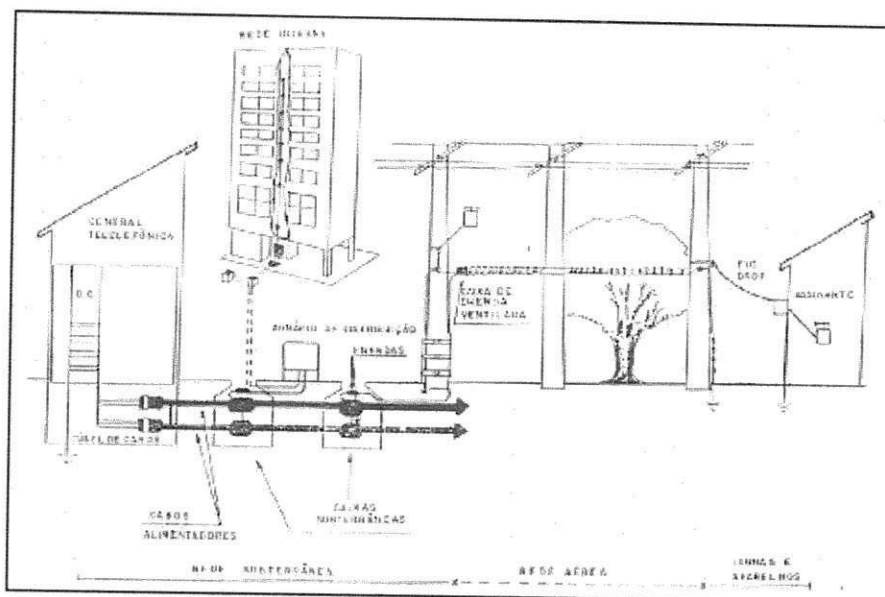 REDE INTERNA
CENTRAL
TELELEFÔNICA
D.G
ARMÁRIO DE DISTRIBUIÇÃO
EMENDAS
CAIXA DE
EMENDA
VENTILADA
FIO
DROP
ASSINANTE
TÚNEL DE CABOS
CABOS
ALIMENTADORES
CAIXAS
SUBTERRÂNEAS
REDE SUBTERRÂNEA
REDE AÉREA
LINHAS E
APARELHOS